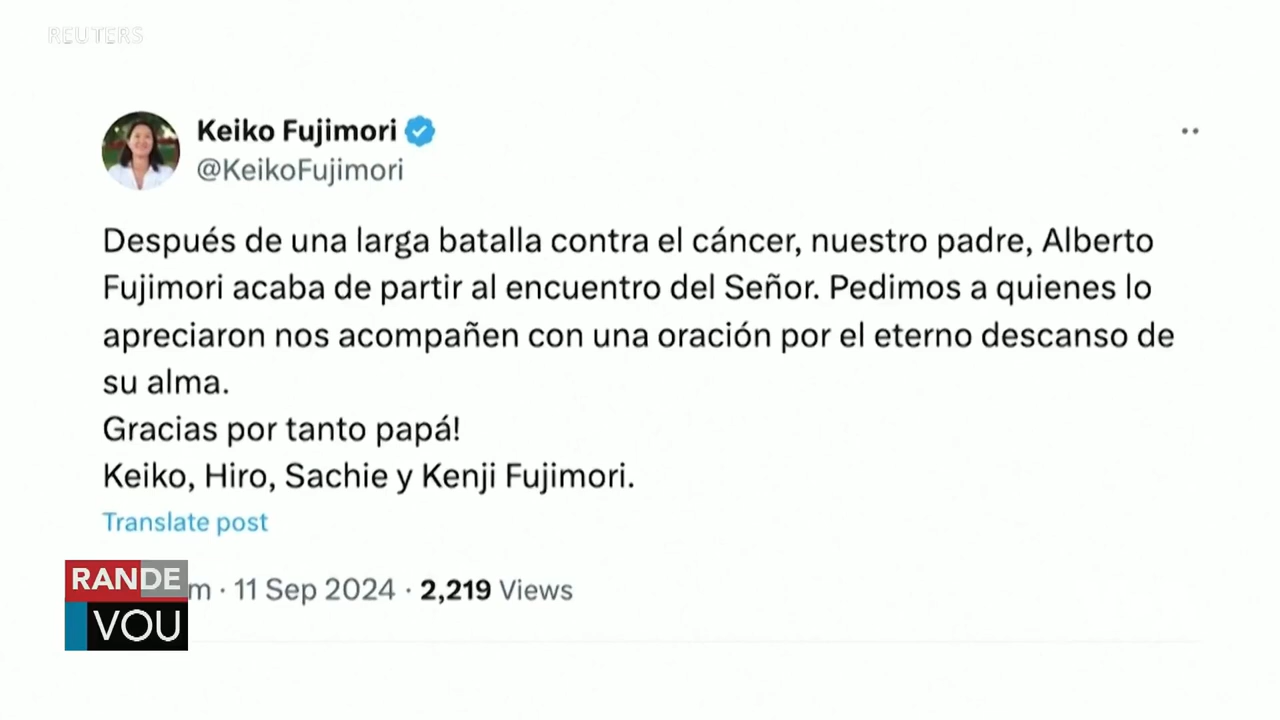 REUTERS
Keiko Fujimori
@KeikoFujimori
Después de una larga batalla contra el cáncer, nuestro padre, Alberto
Fujimori acaba de partir al encuentro del Señor. Pedimos a quienes lo
apreciaron nos acompañen con una oración por el eterno descanso de
su alma.
Gracias por tanto papá!
Keiko, Hiro, Sachie y Kenji Fujimori.
Translate post
m · 11 Sep 2024 · 2,219 Views
RANDE
VOU